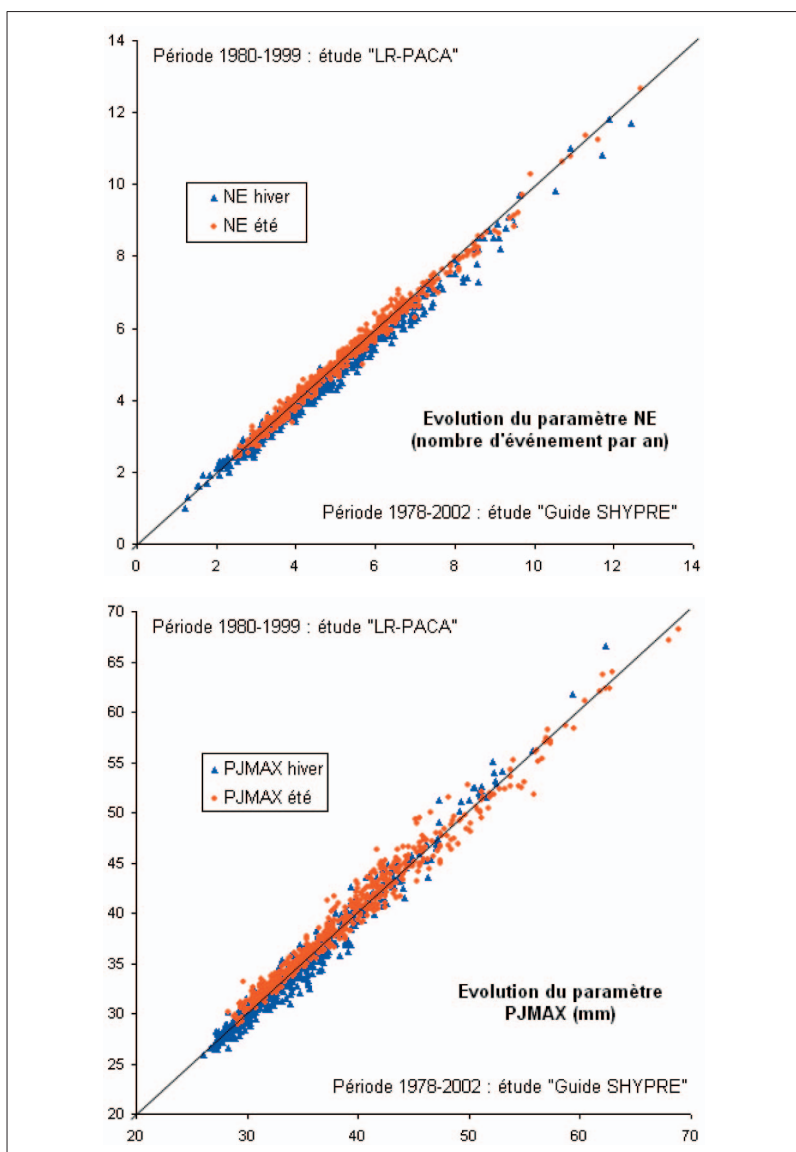 14
Période 1980-1999 : étude "LR-PACA"
12
10
NE hiver
NE été
8
6
4
Evolution du paramètre NE
(nombre d'événement par an)
2
Période 1978-2002 : étude "Guide SHYPRE"
0
0 2 4 6 8 10 12 14
70
Période 1980-1999 : étude "LR-PACA"
65
60
55
PJMAX hiver
PJMAX été
50
45
40
35
30
Evolution du paramètre
PJMAX (mm)
25
Période 1978-2002 : étude "Guide SHYPRE"
20
20 30 40 50 60 70